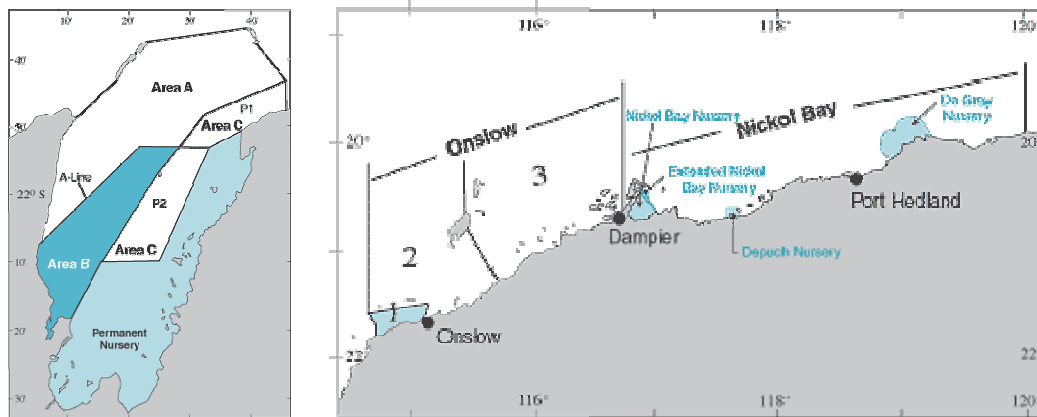 10'
20'
30'
40'
40'
Area A
P1
50'
Area C
A-Line
22° S
P2
Area C
Area B
10'
20'
Permanent
Nursery
30'
116°
118°
120°
Onslow
Nickol Bay
Nickol Bay Nursery
De Grey
Nursery
20°
20
3
Extended Nickol
Bay Nursery
Port Hedland
Dampier
2
Depuch Nursery
1
Onslow
22°
22
116°
118°
120